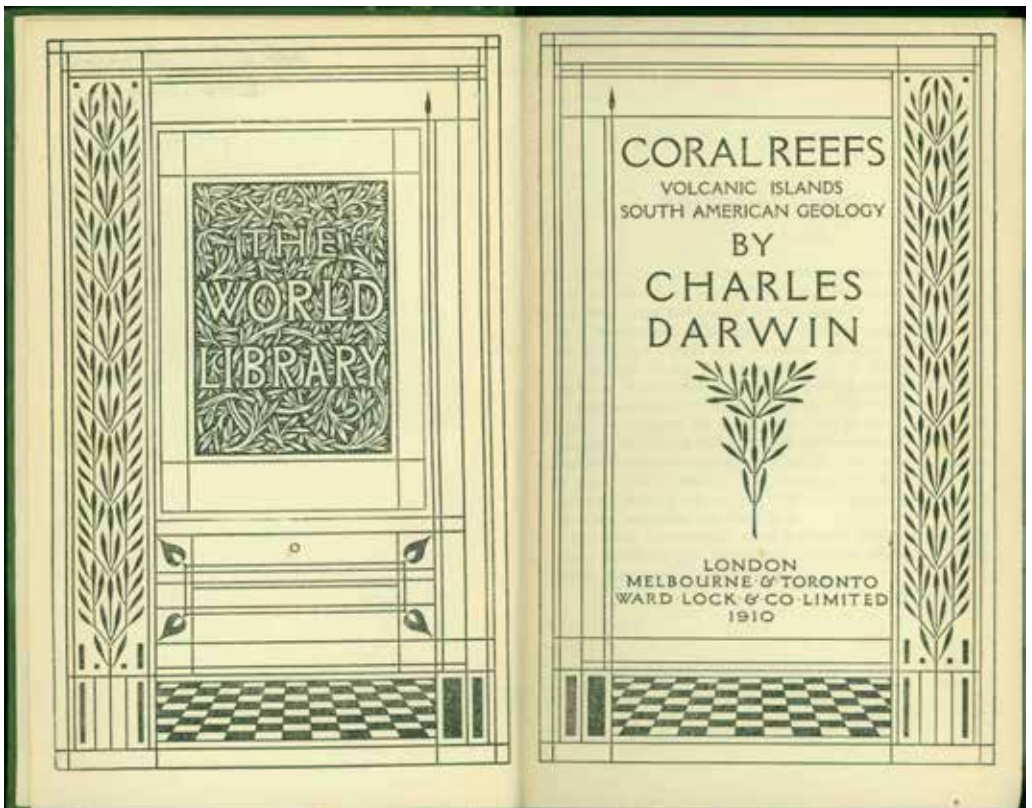 THE
WORLD
LIBRARY
CORAL REEFS
VOLCANIC ISLANDS
SOUTH AMERICAN GEOLOGY
BY
CHARLES
DARWIN
LONDON
MELBOURNE & TORONTO
WARD·LOCK·&·CO·LIMITED
1910